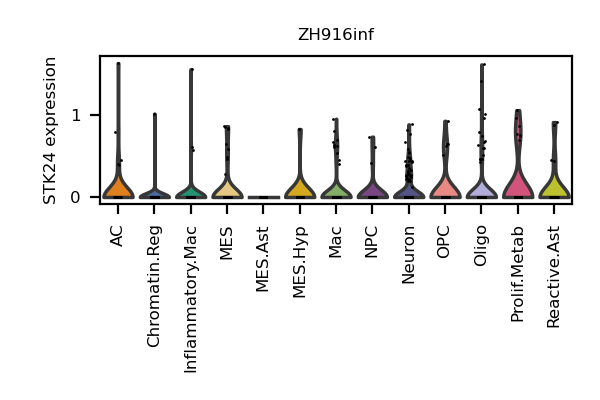 ZH916inf
STK24 expression
1
0
AC
Chromatin.Reg
Inflammatory.Mac
MES
MES.Ast
MES.Hyp
Mac
NPC
Neuron
OPC
Oligo
Prolif.Metab
Reactive.Ast